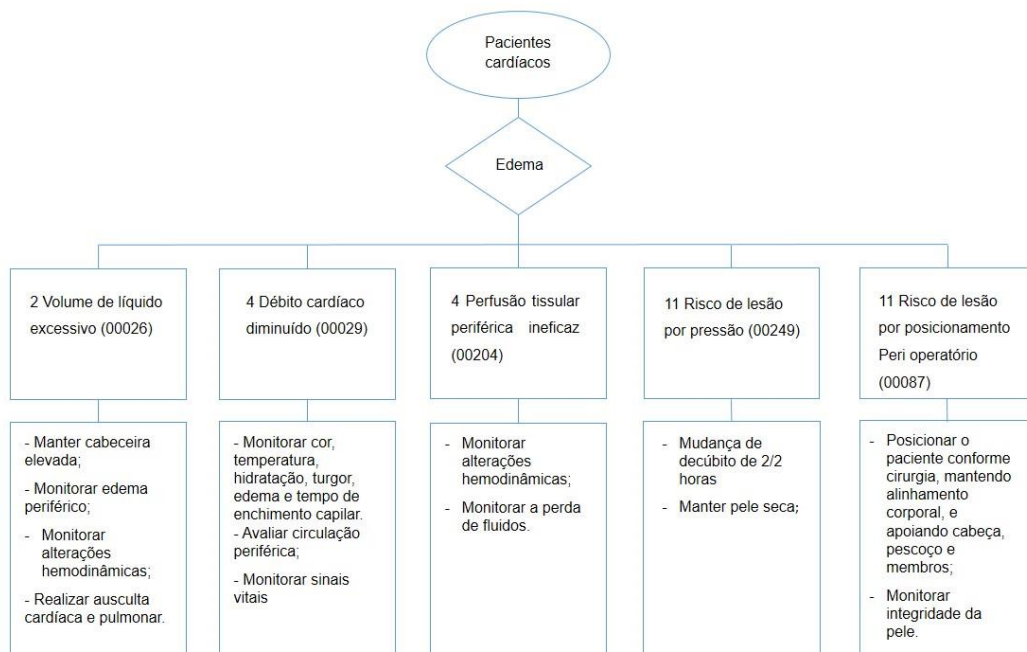 Pacientes
cardíacos
Edema
2 Volume de líquido
excessivo (00026)
4 Débito cardíaco
diminuído (00029)
4 Perfusão tissular
periférica ineficaz
(00204)
11 Risco de lesão
por pressão (00249)
11 Risco de lesão
por posicionamento
Peri operatório
(00087)
- Manter cabeceira
elevada;
- Monitorar edema
periférico;
- Monitorar
alterações
hemodinâmicas;
- Realizar ausculta
cardíaca e pulmonar.
- Monitorar cor,
temperatura,
hidratação, turgor,
edema e tempo de
enchimento capilar.
- Avaliar circulação
periférica;
- Monitorar sinais
vitais
- Monitorar
alterações
hemodinâmicas;
- Monitorar a perda
de fluidos.
- Mudança de
decúbito de 2/2
horas
- Manter pele seca;
- Posicionar o
paciente conforme
cirurgia, mantendo
alinhamento
corporal, e
apoiando cabeça,
pescoço e
membros;
- Monitorar
integridade da
pele.